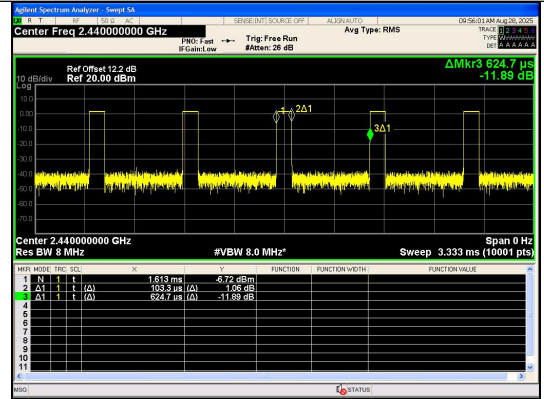 Agilent Spectrum Analyzer - Swept SA
R T RF 50 Ω AC SENSE:INT SOURCE OFF ALIGNAUTO 09:56:01 AM Aug 28, 2025
Center Freq 2.440000000 GHz Avg Type: RMS TRACE 1 2 3 4 5 6
PNO: Fast Trig: Free Run TYPE
IFGain:Low #Atten: 26 dB DET A A A A A A
Ref Offset 12.2 dB ΔMkr3 624.7 µs
10 dB/div Ref 20.00 dBm -11.89 dB
Log
10.0
0.00
-10.0
-20.0
-30.0
-40.0
-50.0
-60.0
-70.0
1
2Δ1
3Δ1
Center 2.440000000 GHz Span 0 Hz
Res BW 8 MHz #VBW 8.0 MHz* Sweep 3.333 ms (10001 pts)
MKR MODE TRC SCL X Y FUNCTION FUNCTION WIDTH FUNCTION VALUE
1 N 1 t 1.613 ms -6.72 dBm
2 Δ1 1 t (Δ) 103.3 µs (Δ) 1.06 dB
3 Δ1 1 t (Δ) 624.7 µs (Δ) -11.89 dB
4
5
6
7
8
9
10
11
MSG STATUS